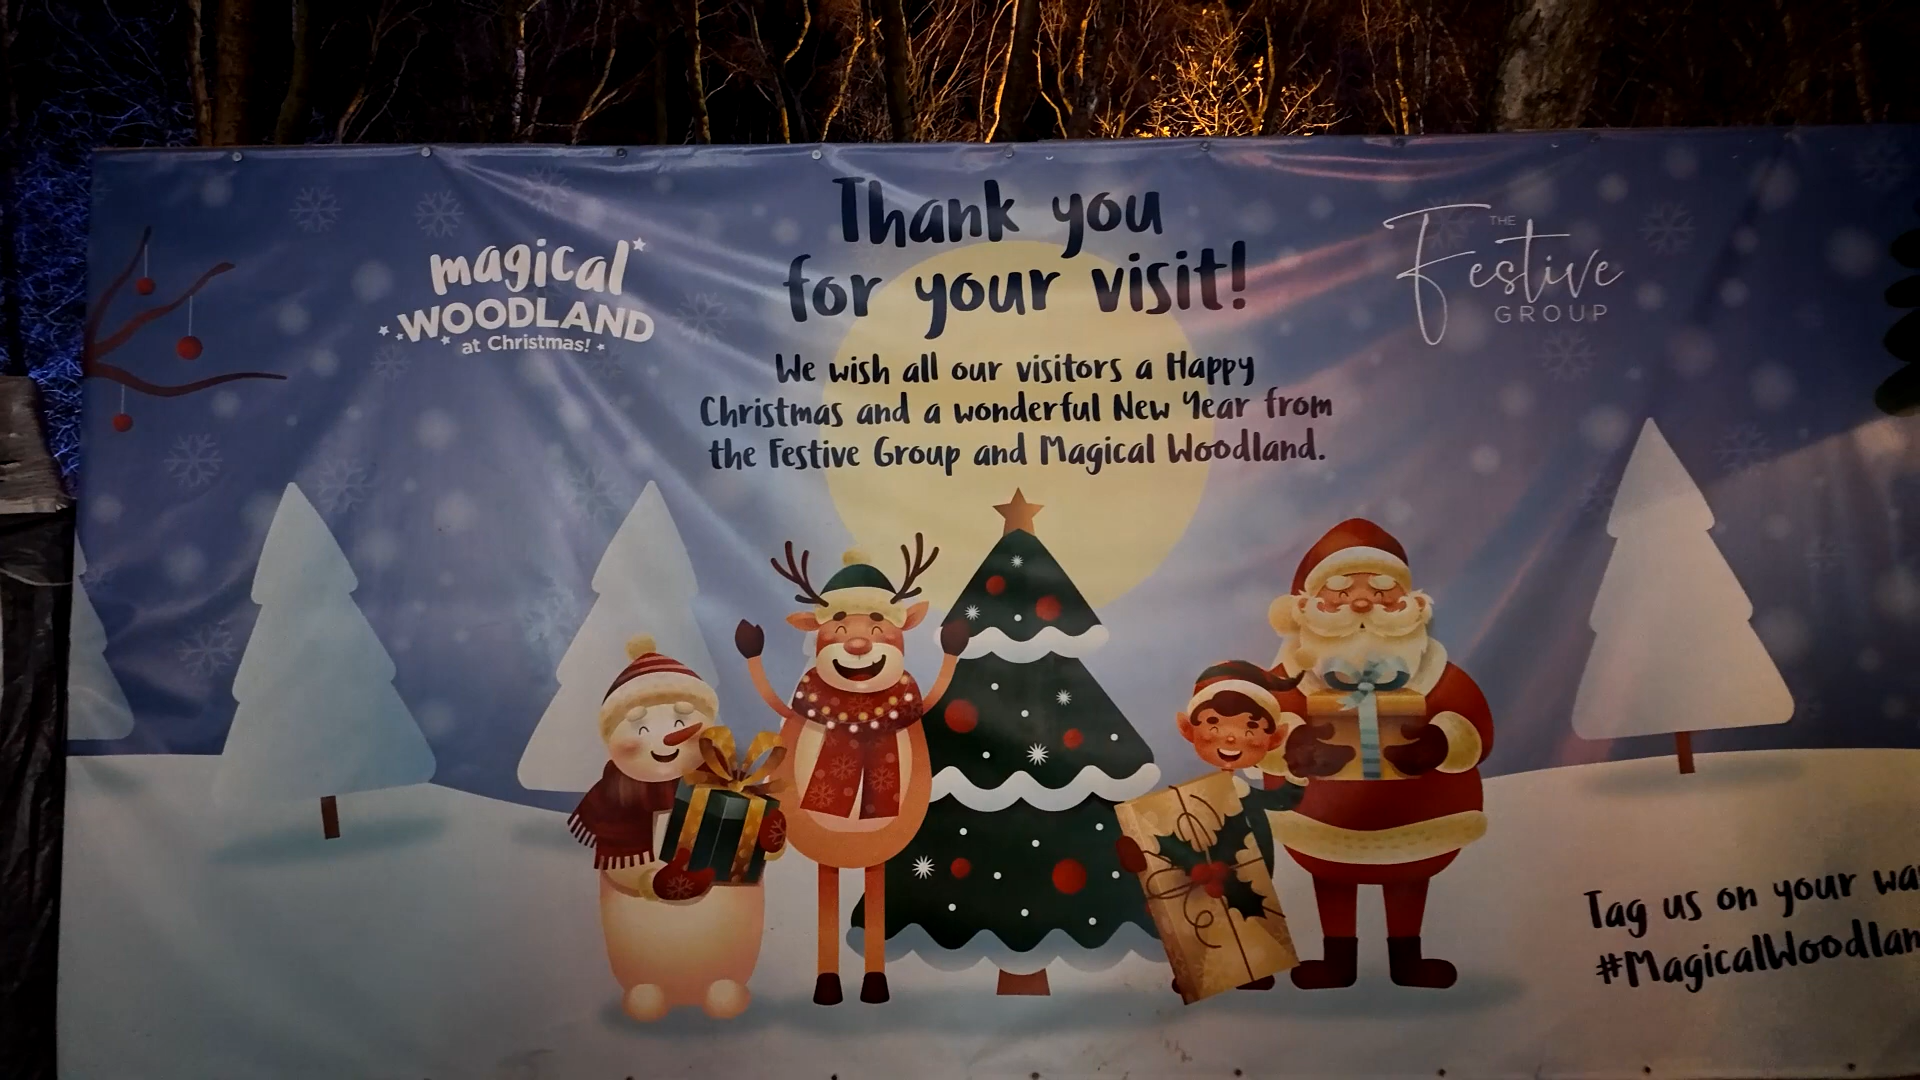 magical
WOODLAND
at Christmas!
Thank you
for your visit!
THE
Festive
GROUP
We wish all our visitors a Happy
Christmas and a wonderful New Year from
the Festive Group and Magical Woodland.
Tag us on your